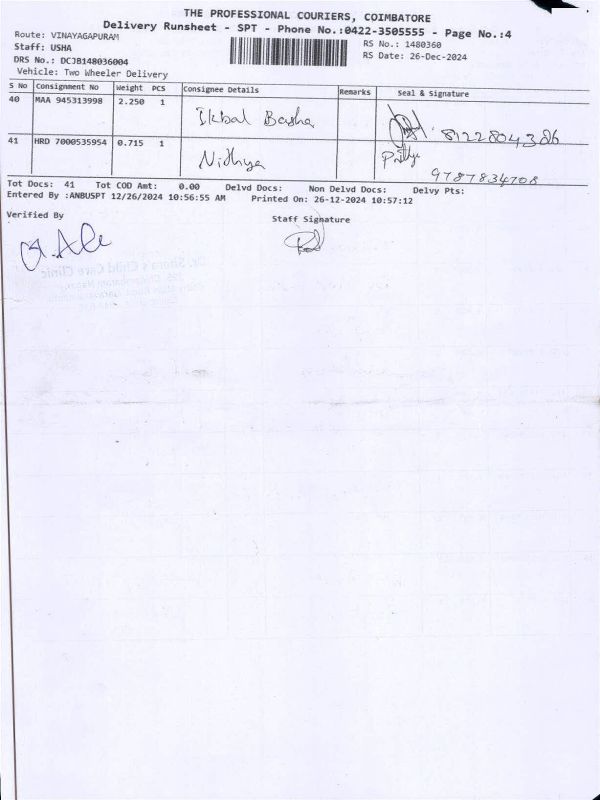 THE PROFESSIONAL COURIERS, COIMBATORE
Delivery Runsheet - SPT - Phone No.:0422-3505555 - Page No.:4
Route: VINAYAGAPURAM
RS No.: 1480360
Staff: USHA
RS Date: 26-Dec-2024
DRS No.: DCJB148036004
Vehicle: Two Wheeler Delivery
S No Consignment No Weight PCS Consignee Details Remarks Seal & Signature
40 MAA 945313998 2.250 1 Ikbal Basha 8122804386
41 HRD 7000535954 0.715 1 Nidhya
9787834708
Tot Docs: 41 Tot COD Amt: 0.00 Delvd Docs: Non Delvd Docs: Delvy Pts:
Entered By :ANBUSPT 12/26/2024 10:56:55 AM Printed On: 26-12-2024 10:57:12
Verified By
Staff Signature